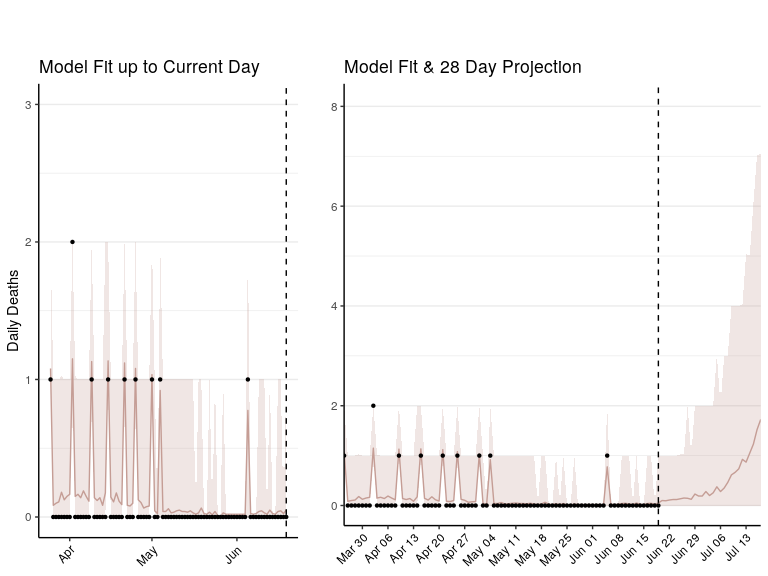 Model Fit up to Current Day
Model Fit & 28 Day Projection
Daily Deaths
3
2
1
0
Apr
May
Jun
8
6
4
2
0
Mar 30
Apr 06
Apr 13
Apr 20
Apr 27
May 04
May 11
May 18
May 25
Jun 01
Jun 08
Jun 15
Jun 22
Jun 29
Jul 06
Jul 13